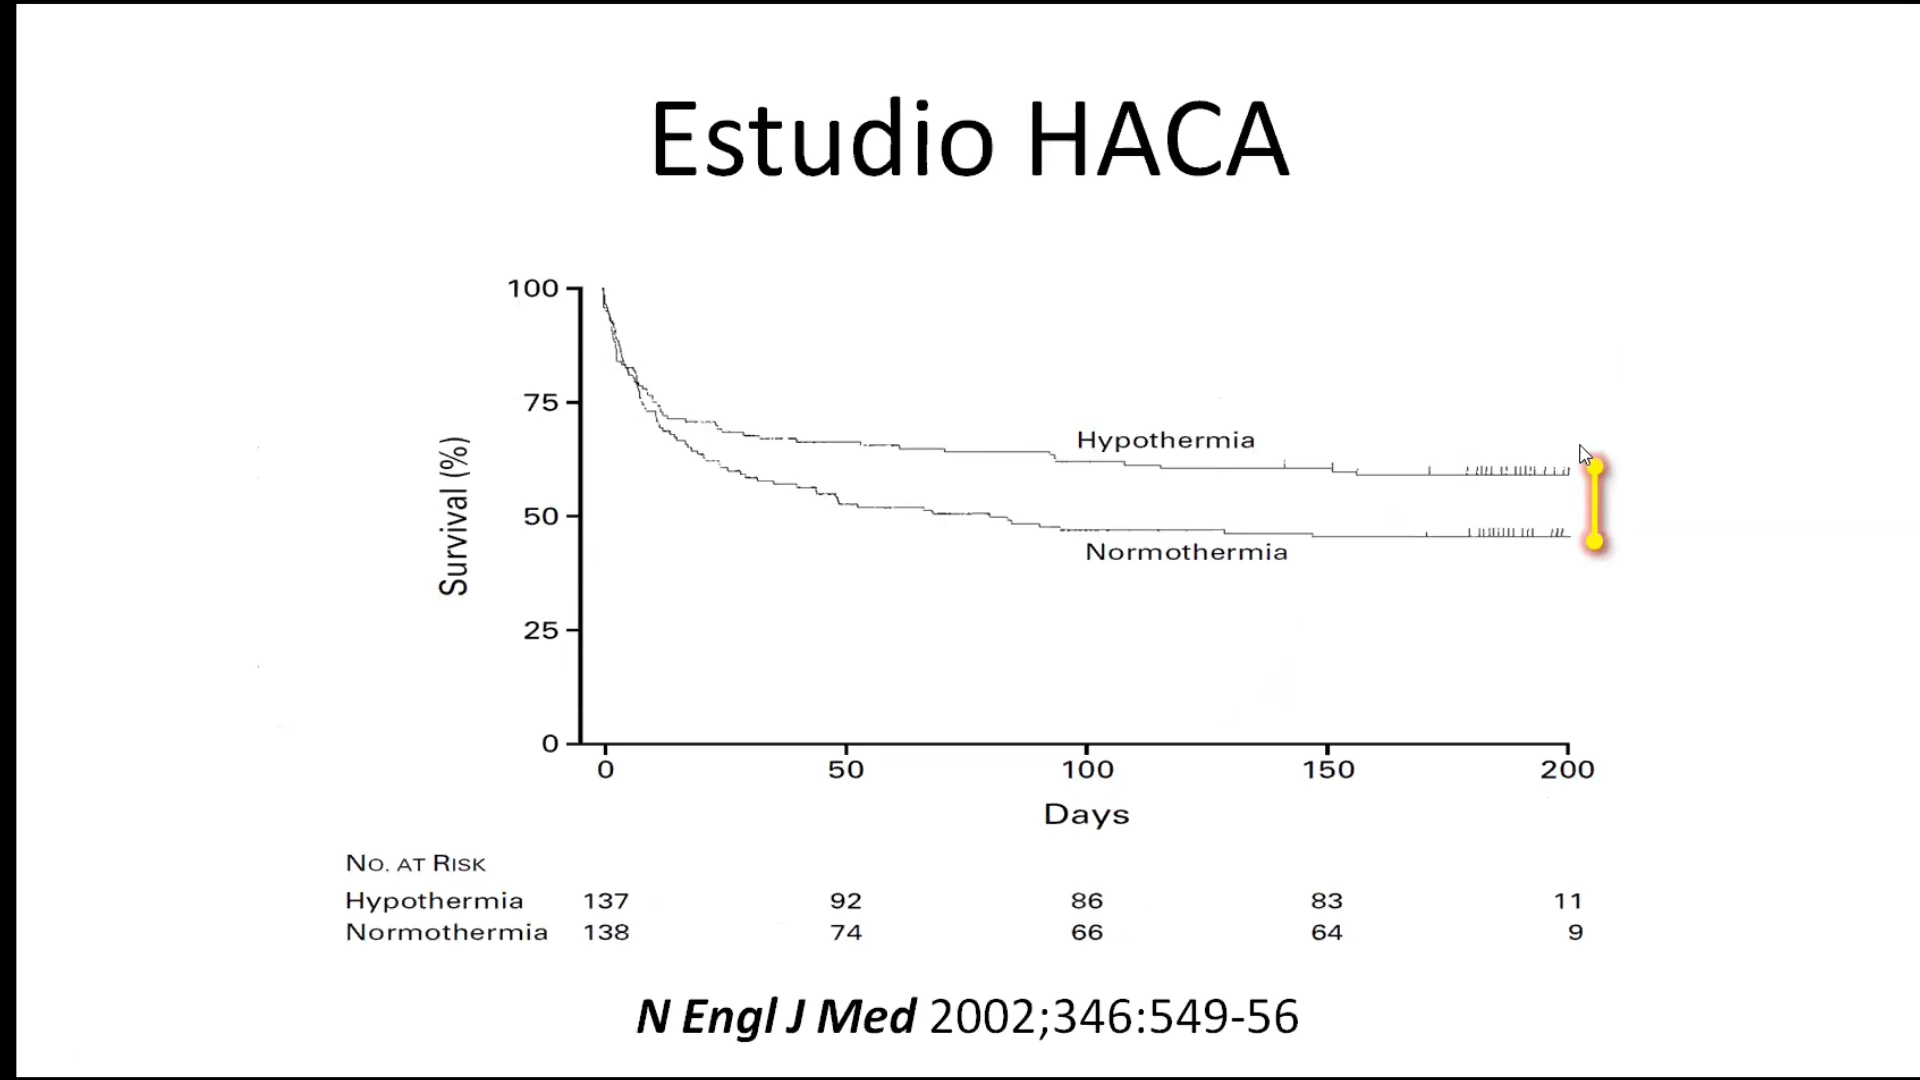 Estudio HACA
100
75
50
25
0
Survival (%)
Hypothermia
Normothermia
0 50 100 150 200
Days
No. at Risk
Hypothermia 137 92 86 83 11
Normothermia 138 74 66 64 9
N Engl J Med 2002;346:549-56